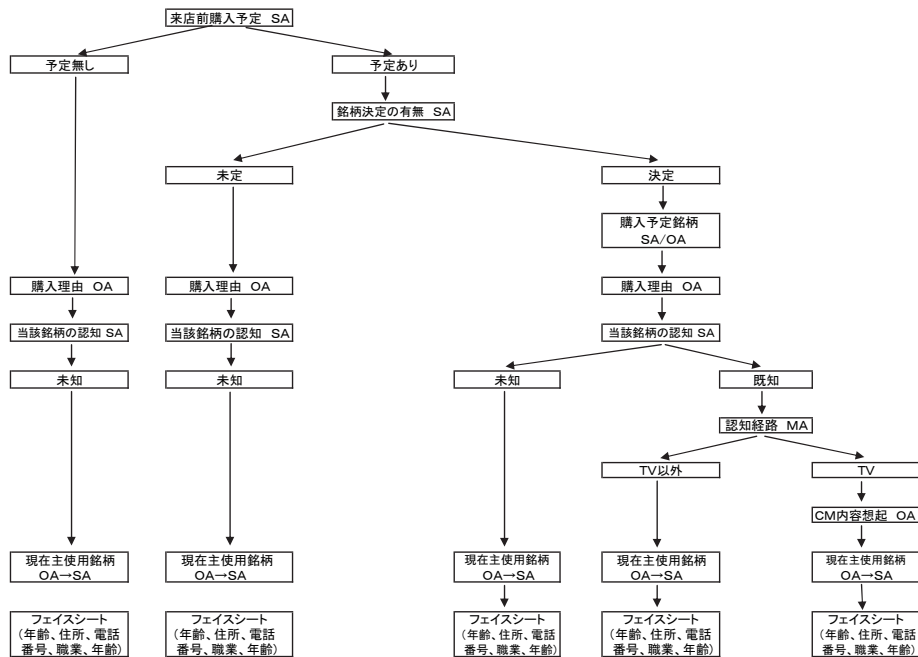 来店前購入予定 SA
予定無し
予定あり
銘柄決定の有無 SA
未定
決定
購入予定銘柄
SA/OA
購入理由 OA
購入理由 OA
購入理由 OA
当該銘柄の認知 SA
当該銘柄の認知 SA
当該銘柄の認知 SA
未知
未知
未知
既知
認知経路 MA
TV以外
TV
CM内容想起 OA
現在主使用銘柄
OA→SA
現在主使用銘柄
OA→SA
現在主使用銘柄
OA→SA
現在主使用銘柄
OA→SA
現在主使用銘柄
OA→SA
フェイスシート
(年齢、住所、電話
番号、職業、年齢)
フェイスシート
(年齢、住所、電話
番号、職業、年齢)
フェイスシート
(年齢、住所、電話
番号、職業、年齢)
フェイスシート
(年齢、住所、電話
番号、職業、年齢)
フェイスシート
(年齢、住所、電話
番号、職業、年齢)